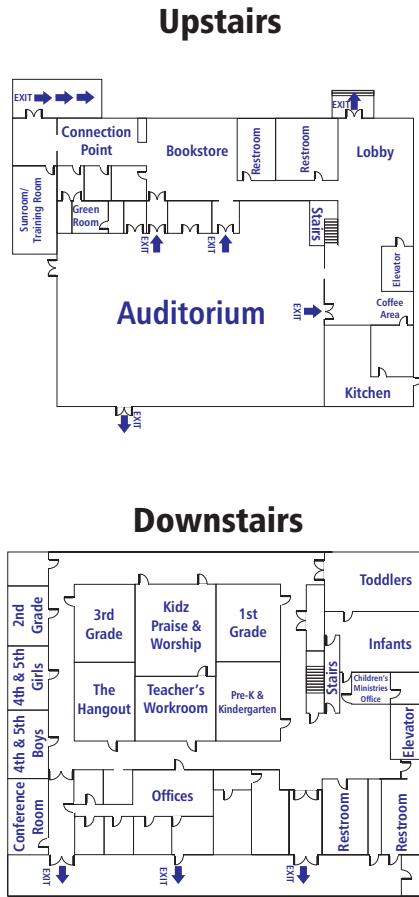 Upstairs
EXIT
EXIT
Connection
Point
Bookstore
Restroom
Restroom
Lobby
Sunroom/
Training Room
Green
Room
Stairs
EXIT
EXIT
Elevator
Auditorium
EXIT
Coffee
Area
Kitchen
EXIT
Downstairs
2nd
Grade
3rd
Grade
Kidz
Praise &
Worship
1st
Grade
Toddlers
Infants
4th & 5th
Girls
The
Hangout
Teacher's
Workroom
Pre-K &
Kindergarten
Stairs
Children's
Ministries
Office
4th & 5th
Boys
Elevator
Conference
Room
Offices
Restroom
Restroom
EXIT
EXIT
EXIT